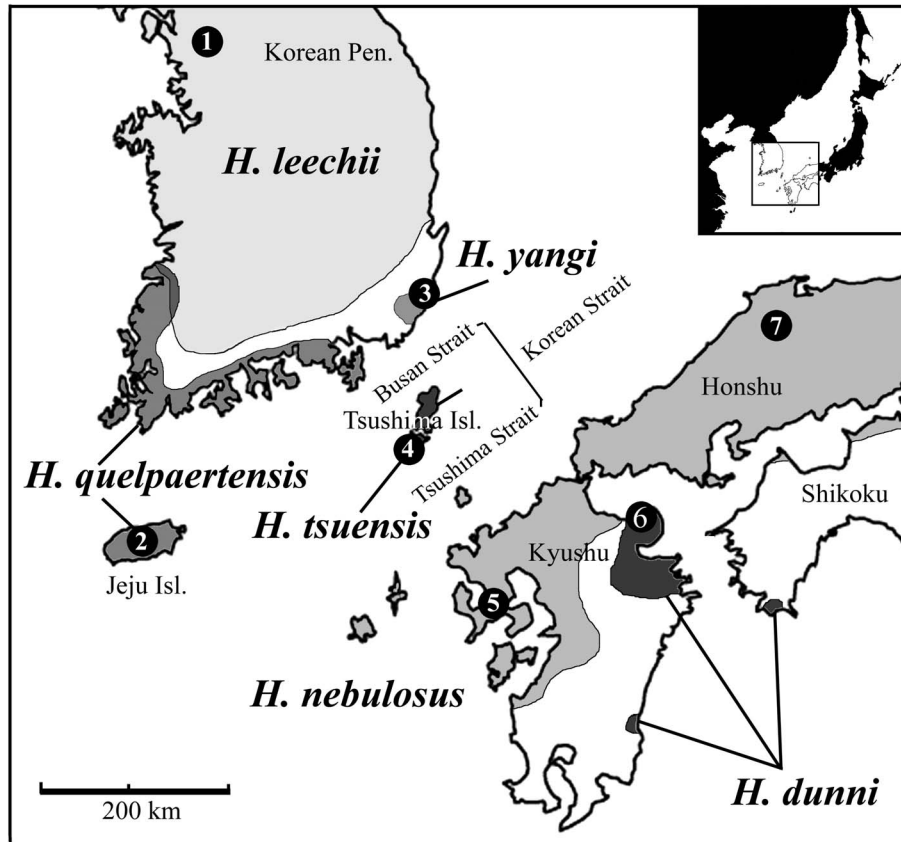 1
Korean Pen.
H. leechii
H. yangi
3
Korean Strait
7
Busan Strait
Honshu
Tsushima Isl.
4
Tsushima Strait
H. quelpaertensis
Shikoku
H. tsuensis
6
2
Kyushu
Jeju Isl.
5
H. nebulosus
H. dunni
200 km